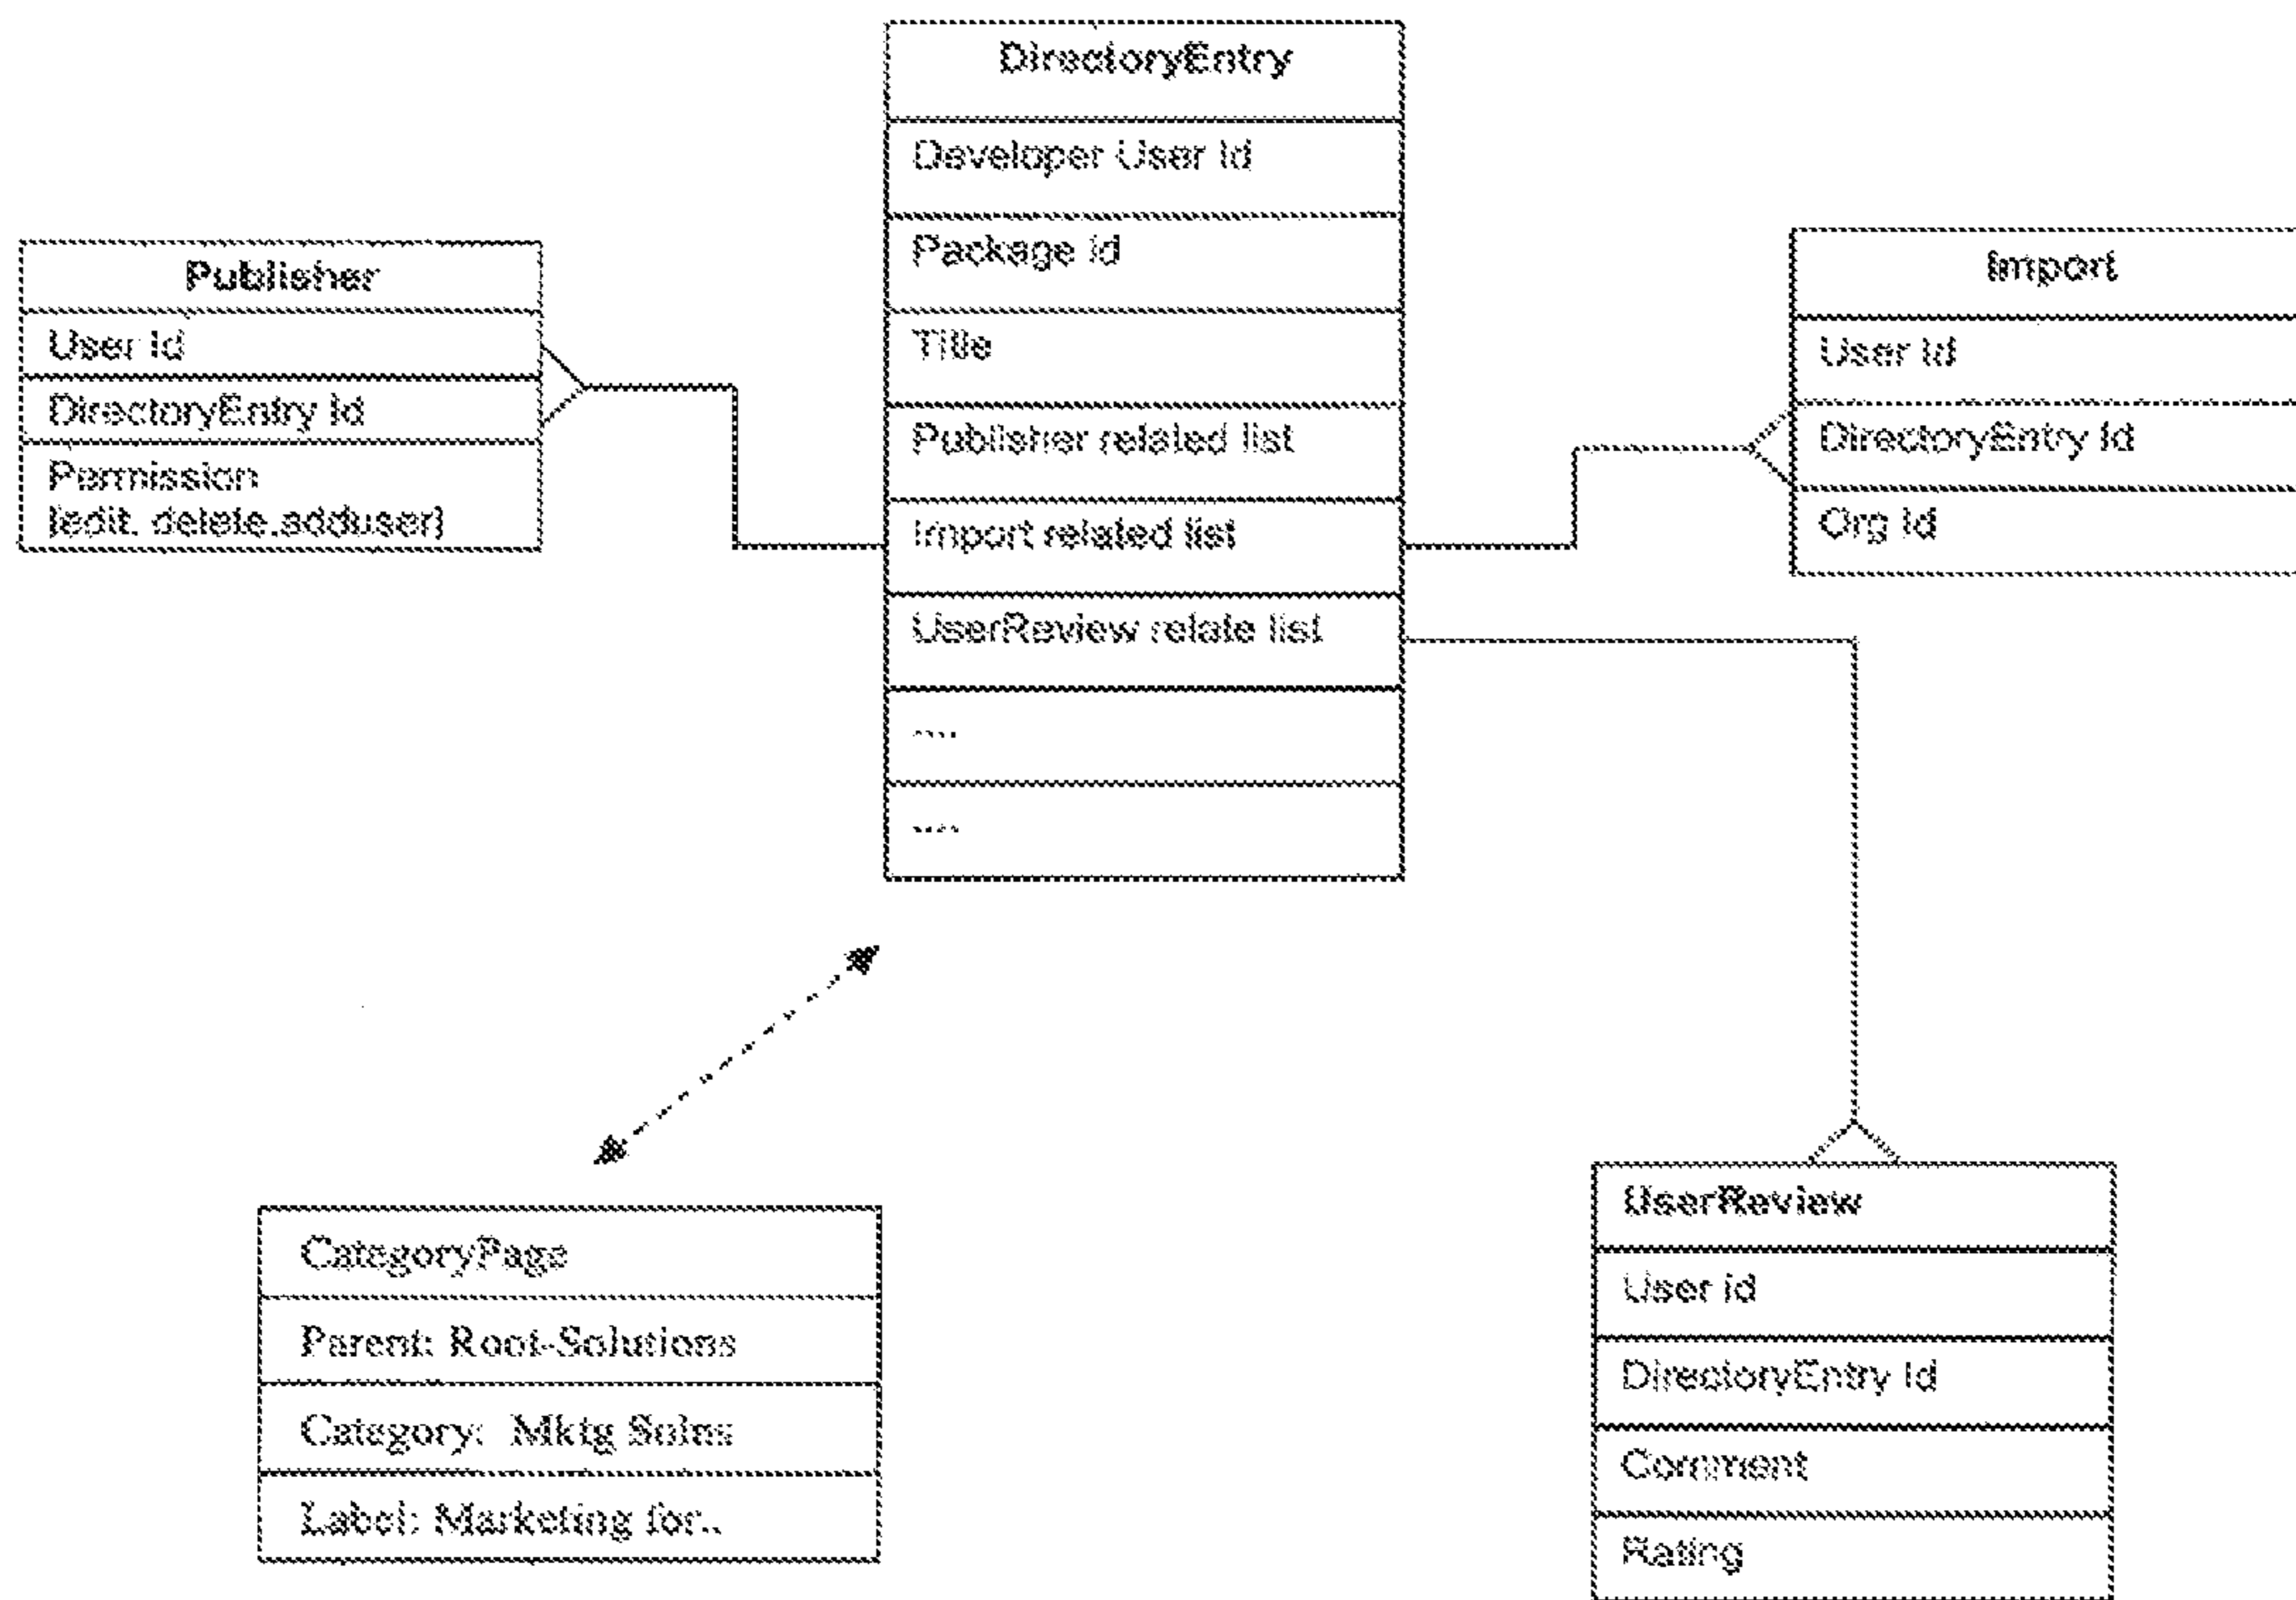 DirectoryEntry
Developer User Id
Package Id
Title
Publisher related list
Import related list
UserReview relate list
....
....
Publisher
User Id
DirectoryEntry Id
Permission
[edit, delete,adduser]
Import
User Id
DirectoryEntry Id
Org Id
CategoryPage
Parent: Root-Solutions
Category: Mktg Solns
Label: Marketing for..
UserReview
User id
DirectoryEntry Id
Comment
Rating